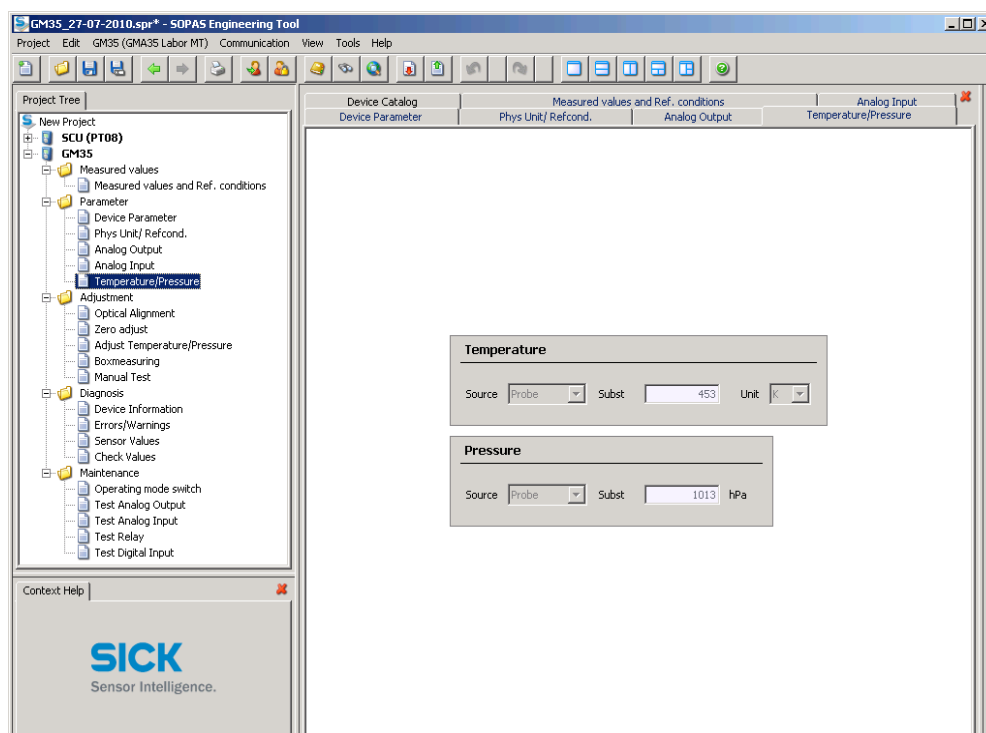 GM35_27-07-2010.spr* - SOPAS Engineering Tool
Project Edit GM35 (GMA35 Labor MT) Communication View Tools Help
Project Tree
New Project
SCU (PT08)
GM35
Measured values
Measured values and Ref. conditions
Parameter
Device Parameter
Phys Unit/ Refcond.
Analog Output
Analog Input
Temperature/Pressure
Adjustment
Optical Alignment
Zero adjust
Adjust Temperature/Pressure
Boxmeasuring
Manual Test
Diagnosis
Device Information
Errors/Warnings
Sensor Values
Check Values
Maintenance
Operating mode switch
Test Analog Output
Test Analog Input
Test Relay
Test Digital Input
Context Help
SICK
Sensor Intelligence.
Device Catalog Measured values and Ref. conditions Analog Input
Device Parameter Phys Unit/ Refcond. Analog Output Temperature/Pressure
Temperature
Source Probe Subst 453 Unit K
Pressure
Source Probe Subst 1013 hPa